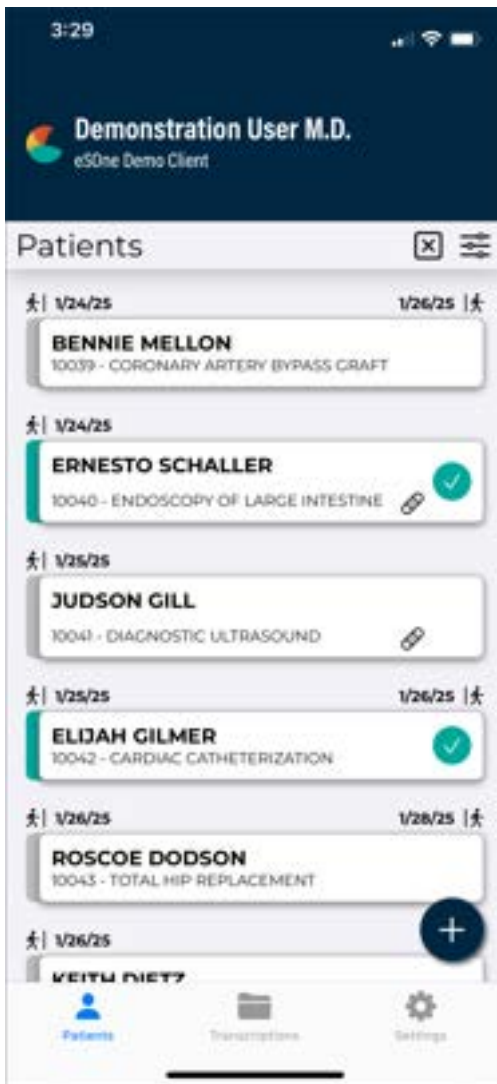 3:29
Demonstration User M.D.
eSOne Demo Client
Patients
1/24/25 1/26/25
BENNIE MELLON
10039 - CORONARY ARTERY BYPASS GRAFT
1/24/25
ERNESTO SCHALLER
10040 - ENDOSCOPY OF LARGE INTESTINE
1/25/25
JUDSON GILL
10041 - DIAGNOSTIC ULTRASOUND
1/25/25 1/26/25
ELIJAH GILMER
10042 - CARDIAC CATHETERIZATION
1/26/25 1/28/25
ROSCOE DODSON
10043 - TOTAL HIP REPLACEMENT
1/26/25
KEITH DIETZ
Patients Transcriptions Settings